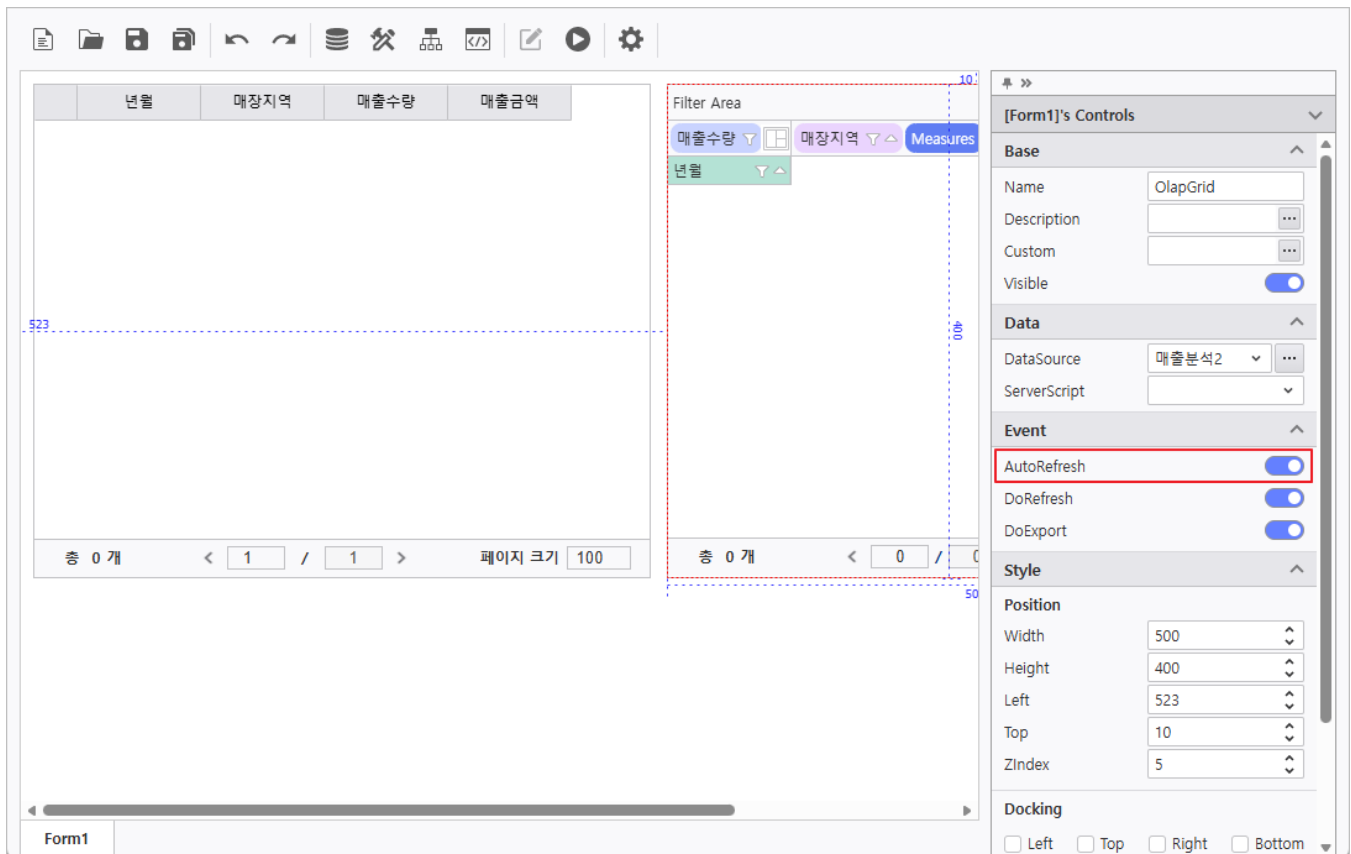 년월 매장지역 매출수량 매출금액
523
총 0 개 1 / 1 페이지 크기 100
10
Filter Area
매출수량 매장지역 Measures
년월
400
총 0 개 0 /
50
Form1
[Form1]'s Controls
Base
Name OlapGrid
Description ...
Custom ...
Visible
Data
DataSource 매출분석2 ...
ServerScript
Event
AutoRefresh
DoRefresh
DoExport
Style
Position
Width 500
Height 400
Left 523
Top 10
ZIndex 5
Docking
Left Top Right Bottom